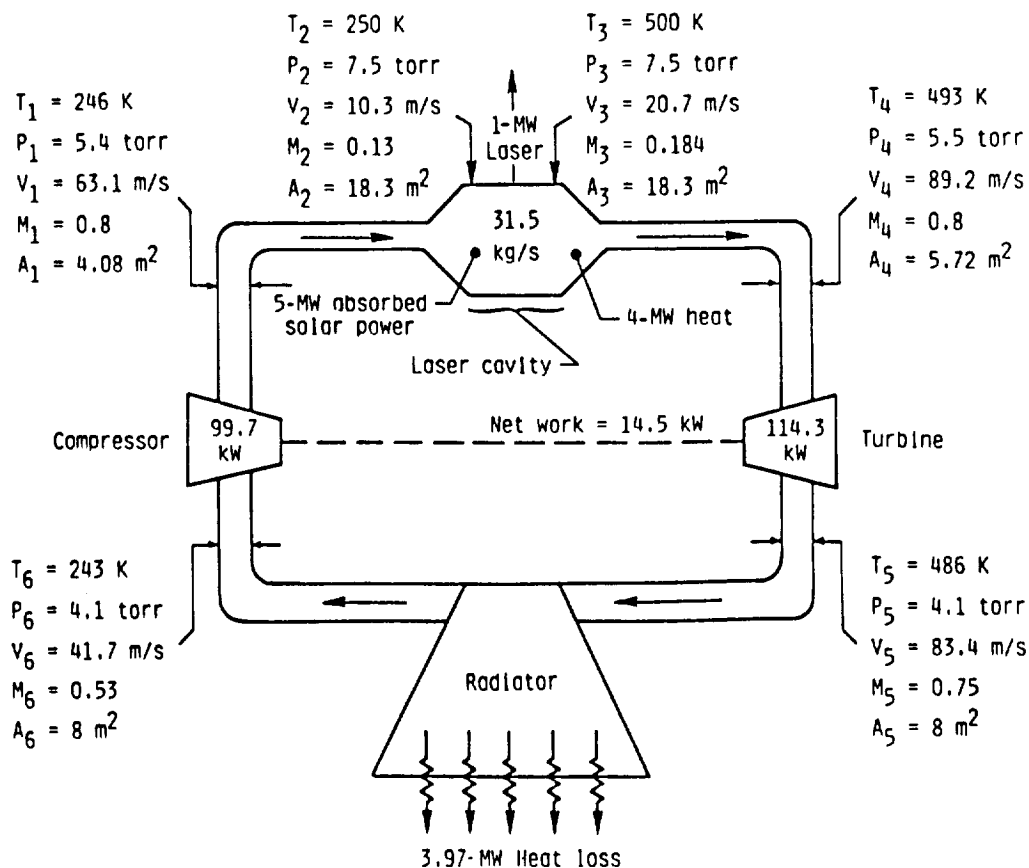 T2 = 250 K
P2 = 7.5 torr
V2 = 10.3 m/s
M2 = 0.13
A2 = 18.3 m2
T3 = 500 K
P3 = 7.5 torr
V3 = 20.7 m/s
M3 = 0.184
A3 = 18.3 m2
T1 = 246 K
P1 = 5.4 torr
V1 = 63.1 m/s
M1 = 0.8
A1 = 4.08 m2
1-MW
Laser
T4 = 493 K
P4 = 5.5 torr
V4 = 89.2 m/s
M4 = 0.8
A4 = 5.72 m2
31.5
kg/s
5-MW absorbed
solar power
4-MW heat
Laser cavity
Compressor
99.7
kW
Net work = 14.5 kW
114.3
kW
Turbine
T6 = 243 K
P6 = 4.1 torr
V6 = 41.7 m/s
M6 = 0.53
A6 = 8 m2
Radiator
T5 = 486 K
P5 = 4.1 torr
V5 = 83.4 m/s
M5 = 0.75
A5 = 8 m2
3.97-MW Heat loss